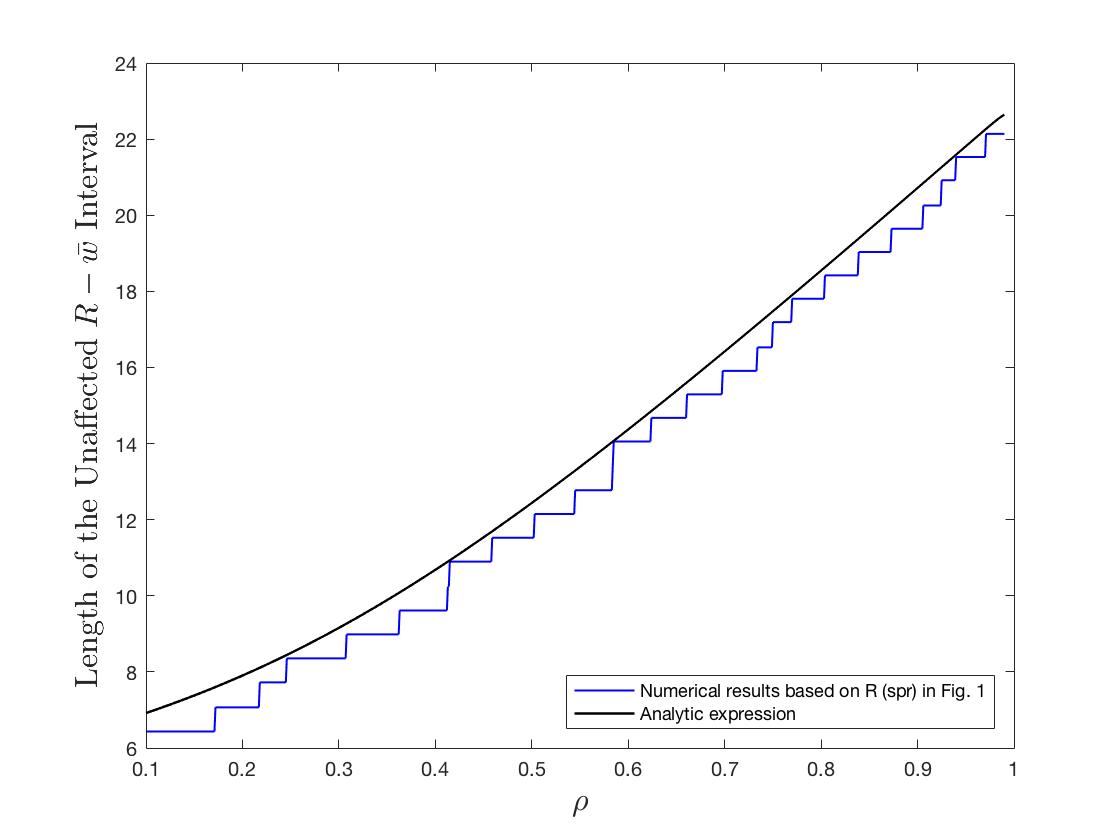 24
22
20
18
16
14
12
10
8
6
Length of the Unaffected R − w̄ Interval
Numerical results based on R (spr) in Fig. 1
Analytic expression
0.1 0.2 0.3 0.4 0.5 0.6 0.7 0.8 0.9 1
ρ